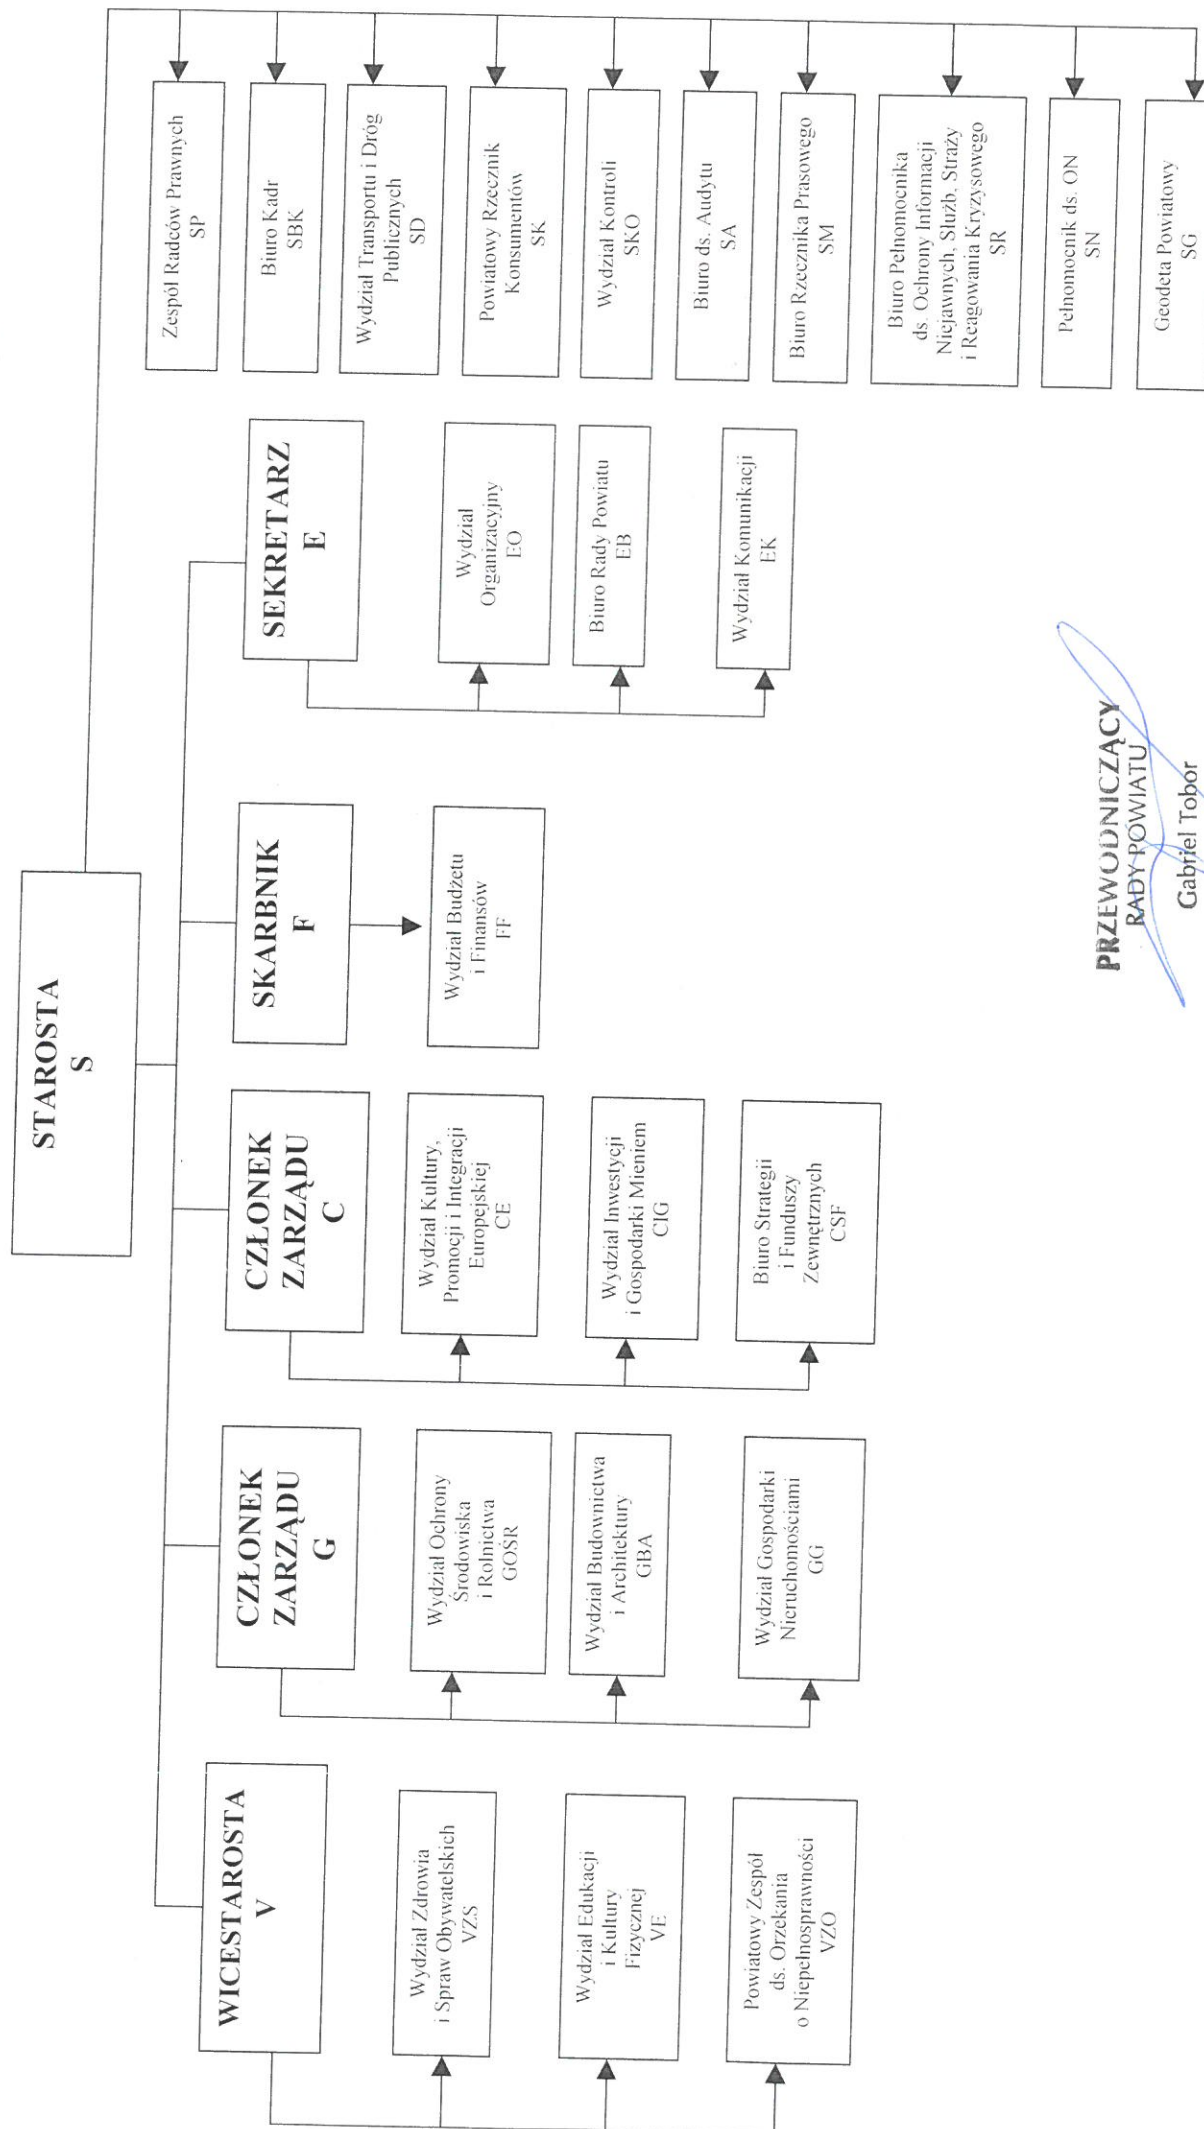 STAROSTA
S
WICESTAROSTA
V
Wydział Zdrowia
i Spraw Obywatelskich
VZS
Wydział Edukacji
i Kultury
Fizycznej
VE
Powiatowy Zespół
ds. Orzekania
o Niepełnosprawności
VZO
CZŁONEK
ZARZĄDU
G
Wydział Ochrony
Środowiska
i Rolnictwa
GOŚR
Wydział Budownictwa
i Architektury
GBA
Wydział Gospodarki
Nieruchomościami
GG
CZŁONEK
ZARZĄDU
C
Wydział Kultury,
Promocji i Integracji
Europejskiej
CE
Wydział Inwestycji
i Gospodarki Mieniem
CIG
Biuro Strategii
i Funduszy
Zewnętrznych
CSF
SKARBNIK
F
Wydział Budżetu
i Finansów
FF
SEKRETARZ
E
Wydział
Organizacyjny
EO
Biuro Rady Powiatu
EB
Wydział Komunikacji
EK
Zespół Radców Prawnych
SP
Biuro Kadr
SBK
Wydział Transportu i Dróg
Publicznych
SD
Powiatowy Rzecznik
Konsumentów
SK
Wydział Kontroli
SKO
Biuro ds. Audytu
SA
Biuro Rzecznika Prasowego
SM
Biuro Pełnomocnika
ds. Ochrony Informacji
Niejawnych, Służb. Straży
i Reagowania Kryzysowego
SR
Pełnomocnik ds. ON
SN
Geodeta Powiatowy
SG
PRZEWODNICZĄCY
RADY POWIATU
Gabriel Tobor